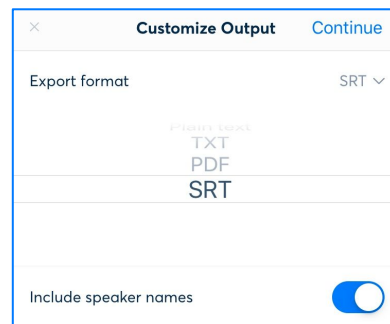 × Customize Output Continue
Export format SRT
Plain text
TXT
PDF
SRT
Include speaker names